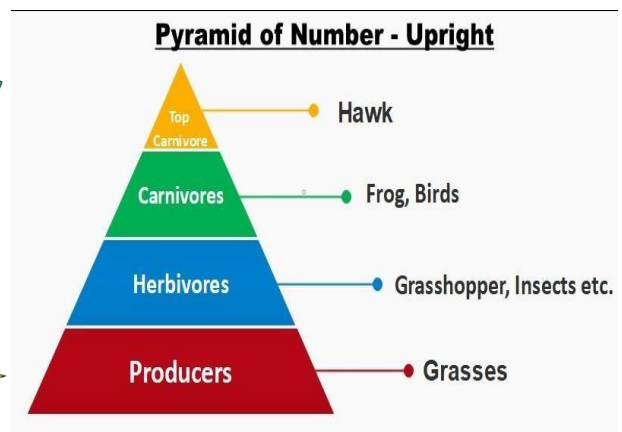 Pyramid of Number - Upright
Top
Carnivore
Hawk
Carnivores
Frog, Birds
Herbivores
Grasshopper, Insects etc.
Producers
Grasses